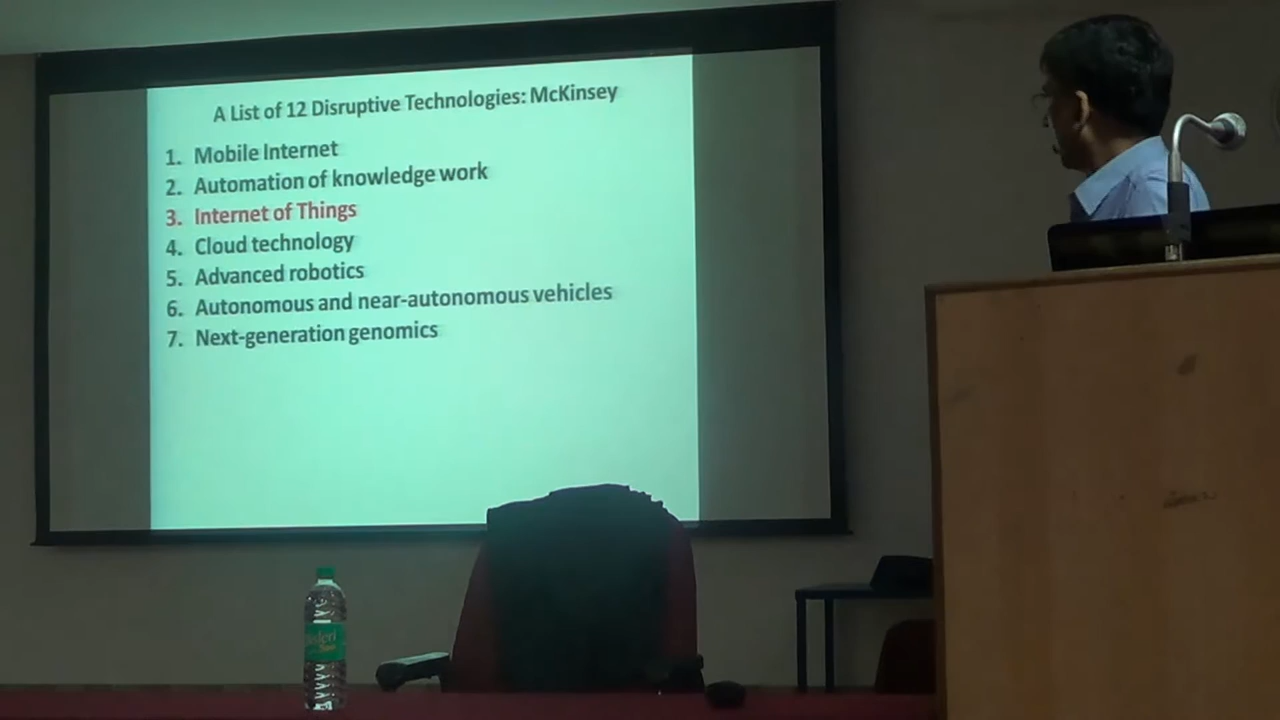 A List of 12 Disruptive Technologies: McKinsey
1. Mobile Internet
2. Automation of knowledge work
3. Internet of Things
4. Cloud technology
5. Advanced robotics
6. Autonomous and near-autonomous vehicles
7. Next-generation genomics